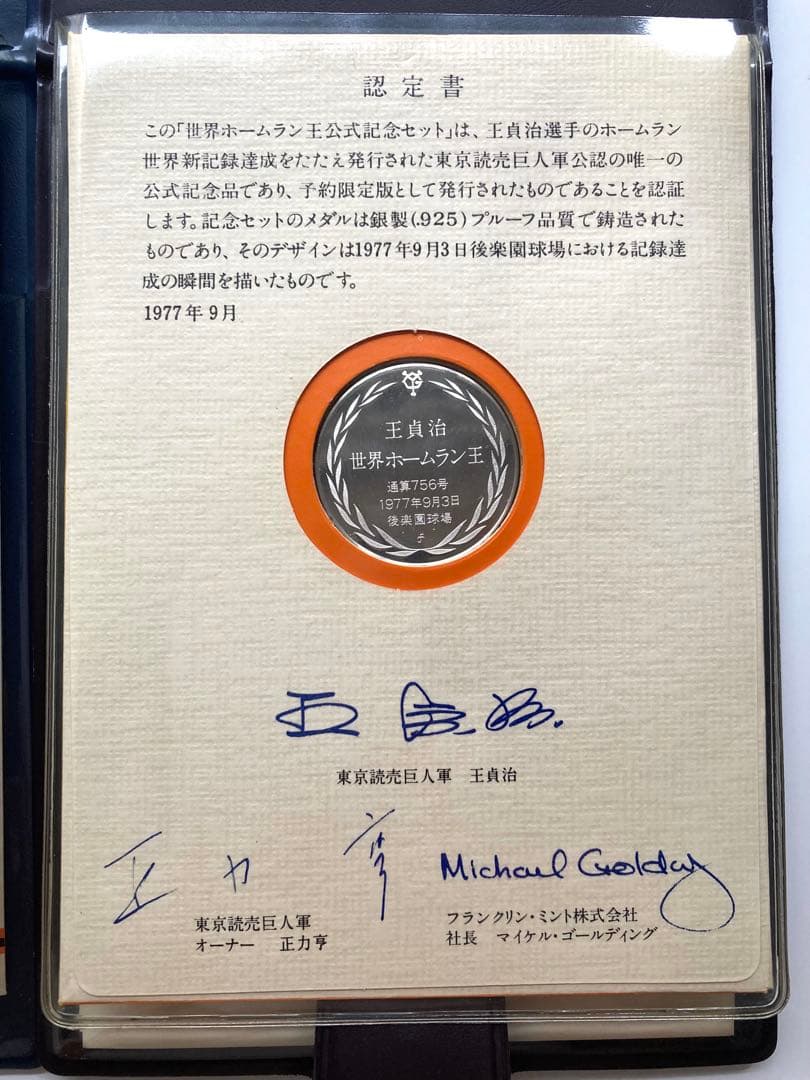 認定書
この「世界ホームラン王公式記念セット」は、王貞治選手のホームラン
世界新記録達成をたたえ発行された東京読売巨人軍公認の唯一の
公式記念品であり、予約限定版として発行されたものであることを認証
します。記念セットのメダルは銀製(.925)プルーフ品質で鋳造された
ものであり、そのデザインは1977年9月3日後楽園球場における記録達
成の瞬間を描いたものです。
1977年9月
王貞治
世界ホームラン王
通算756号
1977年9月3日
後楽園球場
王貞治
東京読売巨人軍 王貞治
正力亨
Michael Golding
東京読売巨人軍
オーナー 正力亨
フランクリン・ミント株式会社
社長 マイケル・ゴールディング